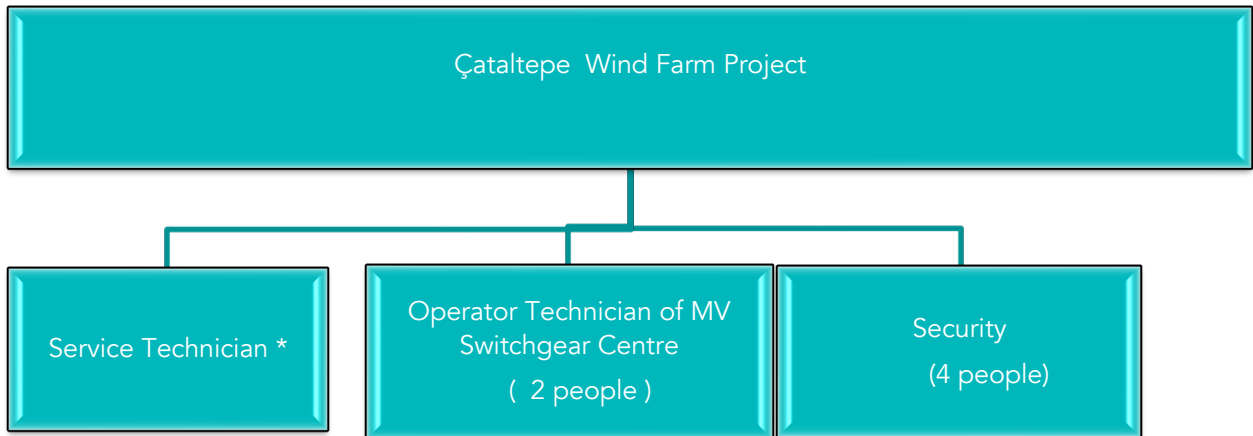 Çataltepe Wind Farm Project
Service Technician *
Operator Technician of MV
Switchgear Centre
( 2 people )
Security
(4 people)